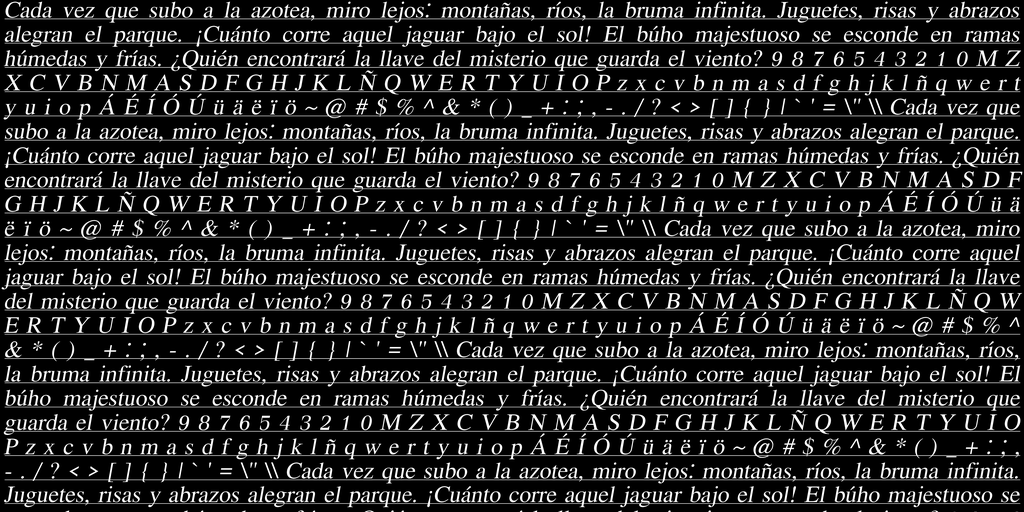 Cada vez que subo a la azotea, miro lejos: montañas, ríos, la bruma infinita. Juguetes, risas y abrazos
alegran el parque. ¡Cuánto corre aquel jaguar bajo el sol! El búho majestuoso se esconde en ramas
húmedas y frías. ¿Quién encontrará la llave del misterio que guarda el viento? 9 8 7 6 5 4 3 2 1 0 M Z
X C V B N M A S D F G H J K L Ñ Q W E R T Y U I O P z x c v b n m a s d f g h j k l ñ q w e r t
y u i o p Á É Í Ó Ú ü ä ë ï ö ~ @ # $ % ^ & * ( ) _ + : ; , - . / ? < > [ ] { } | ` ' = \" \\ Cada vez que
subo a la azotea, miro lejos: montañas, ríos, la bruma infinita. Juguetes, risas y abrazos alegran el parque.
¡Cuánto corre aquel jaguar bajo el sol! El búho majestuoso se esconde en ramas húmedas y frías. ¿Quién
encontrará la llave del misterio que guarda el viento? 9 8 7 6 5 4 3 2 1 0 M Z X C V B N M A S D F
G H J K L Ñ Q W E R T Y U I O P z x c v b n m a s d f g h j k l ñ q w e r t y u i o p Á É Í Ó Ú ü ä
ë ï ö ~ @ # $ % ^ & * ( ) _ + : ; , - . / ? < > [ ] { } | ` ' = \" \\ Cada vez que subo a la azotea, miro
lejos: montañas, ríos, la bruma infinita. Juguetes, risas y abrazos alegran el parque. ¡Cuánto corre aquel
jaguar bajo el sol! El búho majestuoso se esconde en ramas húmedas y frías. ¿Quién encontrará la llave
del misterio que guarda el viento? 9 8 7 6 5 4 3 2 1 0 M Z X C V B N M A S D F G H J K L Ñ Q W
E R T Y U I O P z x c v b n m a s d f g h j k l ñ q w e r t y u i o p Á É Í Ó Ú ü ä ë ï ö ~ @ # $ % ^
& * ( ) _ + : ; , - . / ? < > [ ] { } | ` ' = \" \\ Cada vez que subo a la azotea, miro lejos: montañas, ríos,
la bruma infinita. Juguetes, risas y abrazos alegran el parque. ¡Cuánto corre aquel jaguar bajo el sol! El
búho majestuoso se esconde en ramas húmedas y frías. ¿Quién encontrará la llave del misterio que
guarda el viento? 9 8 7 6 5 4 3 2 1 0 M Z X C V B N M A S D F G H J K L Ñ Q W E R T Y U I O
P z x c v b n m a s d f g h j k l ñ q w e r t y u i o p Á É Í Ó Ú ü ä ë ï ö ~ @ # $ % ^ & * ( ) _ + : ; ,
- . / ? < > [ ] { } | ` ' = \" \\ Cada vez que subo a la azotea, miro lejos: montañas, ríos, la bruma infinita.
Juguetes, risas y abrazos alegran el parque. ¡Cuánto corre aquel jaguar bajo el sol! El búho majestuoso se